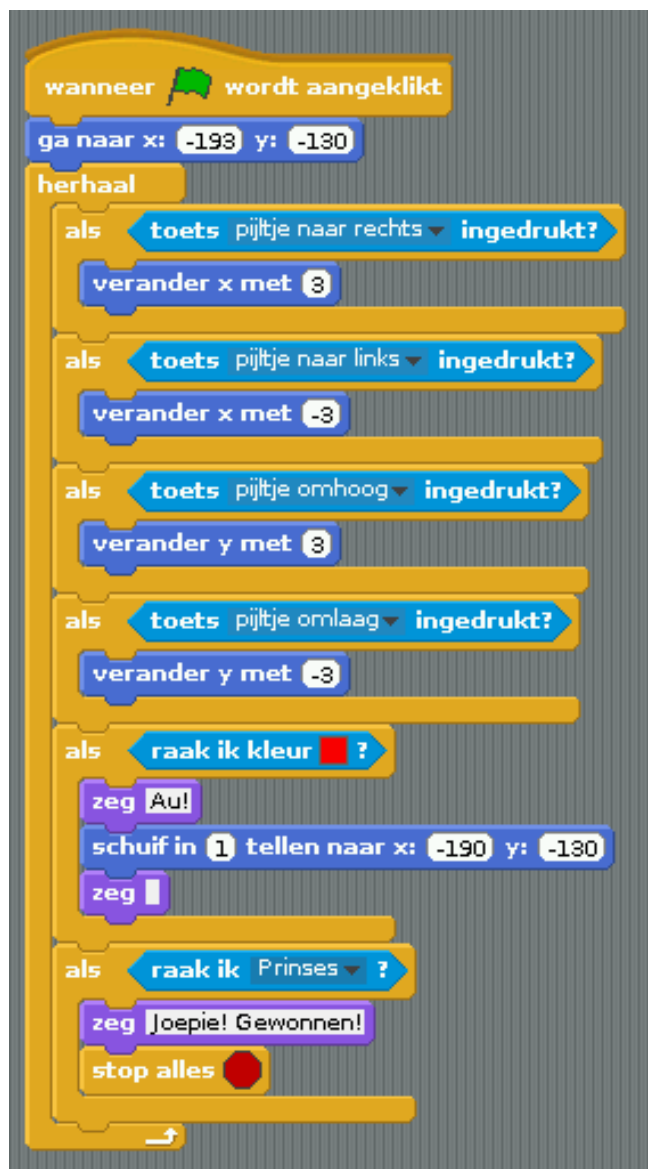 wanneer wordt aangeklikt
ga naar x: -193 y: -130
herhaal
als toets pijltje naar rechts ingedrukt?
verander x met 3
als toets pijltje naar links ingedrukt?
verander x met -3
als toets pijltje omhoog ingedrukt?
verander y met 3
als toets pijltje omlaag ingedrukt?
verander y met -3
als raak ik kleur ?
zeg Au!
schuif in 1 tellen naar x: -190 y: -130
zeg
als raak ik Prinses ?
zeg Joepie! Gewonnen!
stop alles